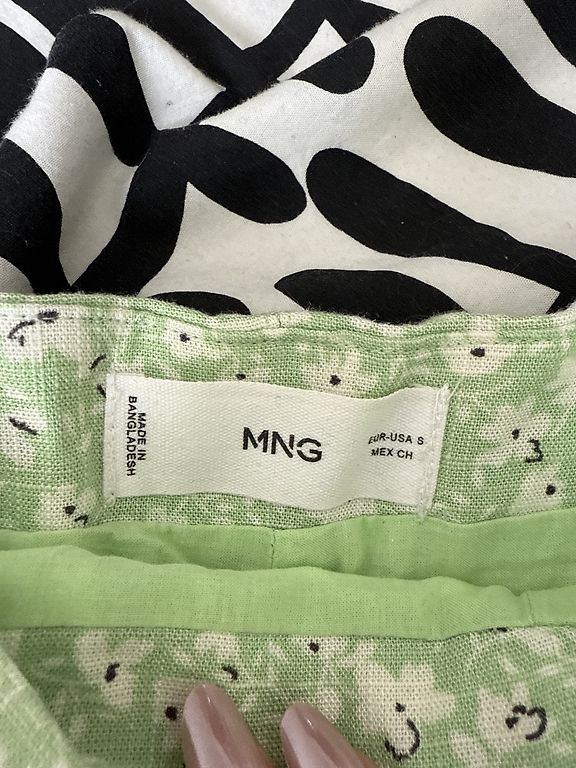 MADE IN
BANGLADESH
MNG
EUR-USA S
MEX CH